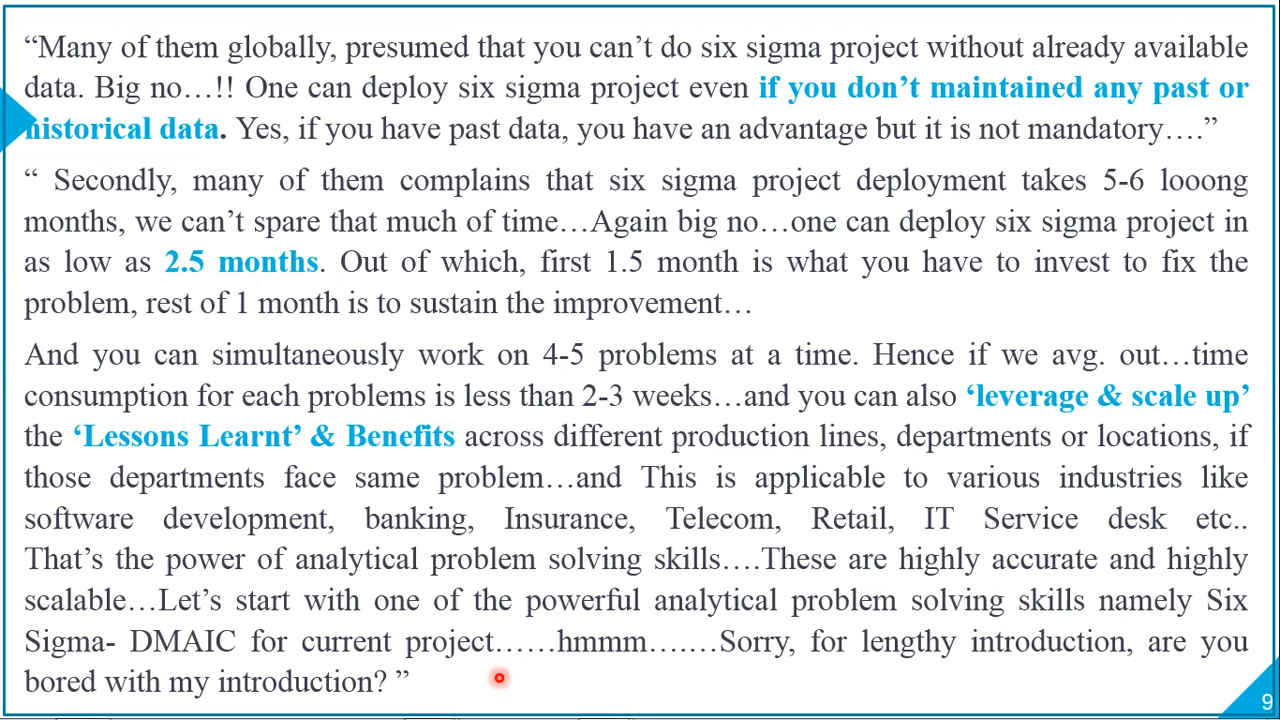 “Many of them globally, presumed that you can’t do six sigma project without already available
data. Big no…!! One can deploy six sigma project even if you don’t maintained any past or
historical data. Yes, if you have past data, you have an advantage but it is not mandatory….”
“ Secondly, many of them complains that six sigma project deployment takes 5-6 looong
months, we can’t spare that much of time…Again big no…one can deploy six sigma project in
as low as 2.5 months. Out of which, first 1.5 month is what you have to invest to fix the
problem, rest of 1 month is to sustain the improvement…
And you can simultaneously work on 4-5 problems at a time. Hence if we avg. out…time
consumption for each problems is less than 2-3 weeks…and you can also ‘leverage & scale up’
the ‘Lessons Learnt’ & Benefits across different production lines, departments or locations, if
those departments face same problem…and This is applicable to various industries like
software development, banking, Insurance, Telecom, Retail, IT Service desk etc..
That’s the power of analytical problem solving skills….These are highly accurate and highly
scalable…Let’s start with one of the powerful analytical problem solving skills namely Six
Sigma- DMAIC for current project……hmmm…….Sorry, for lengthy introduction, are you
bored with my introduction? ”
9